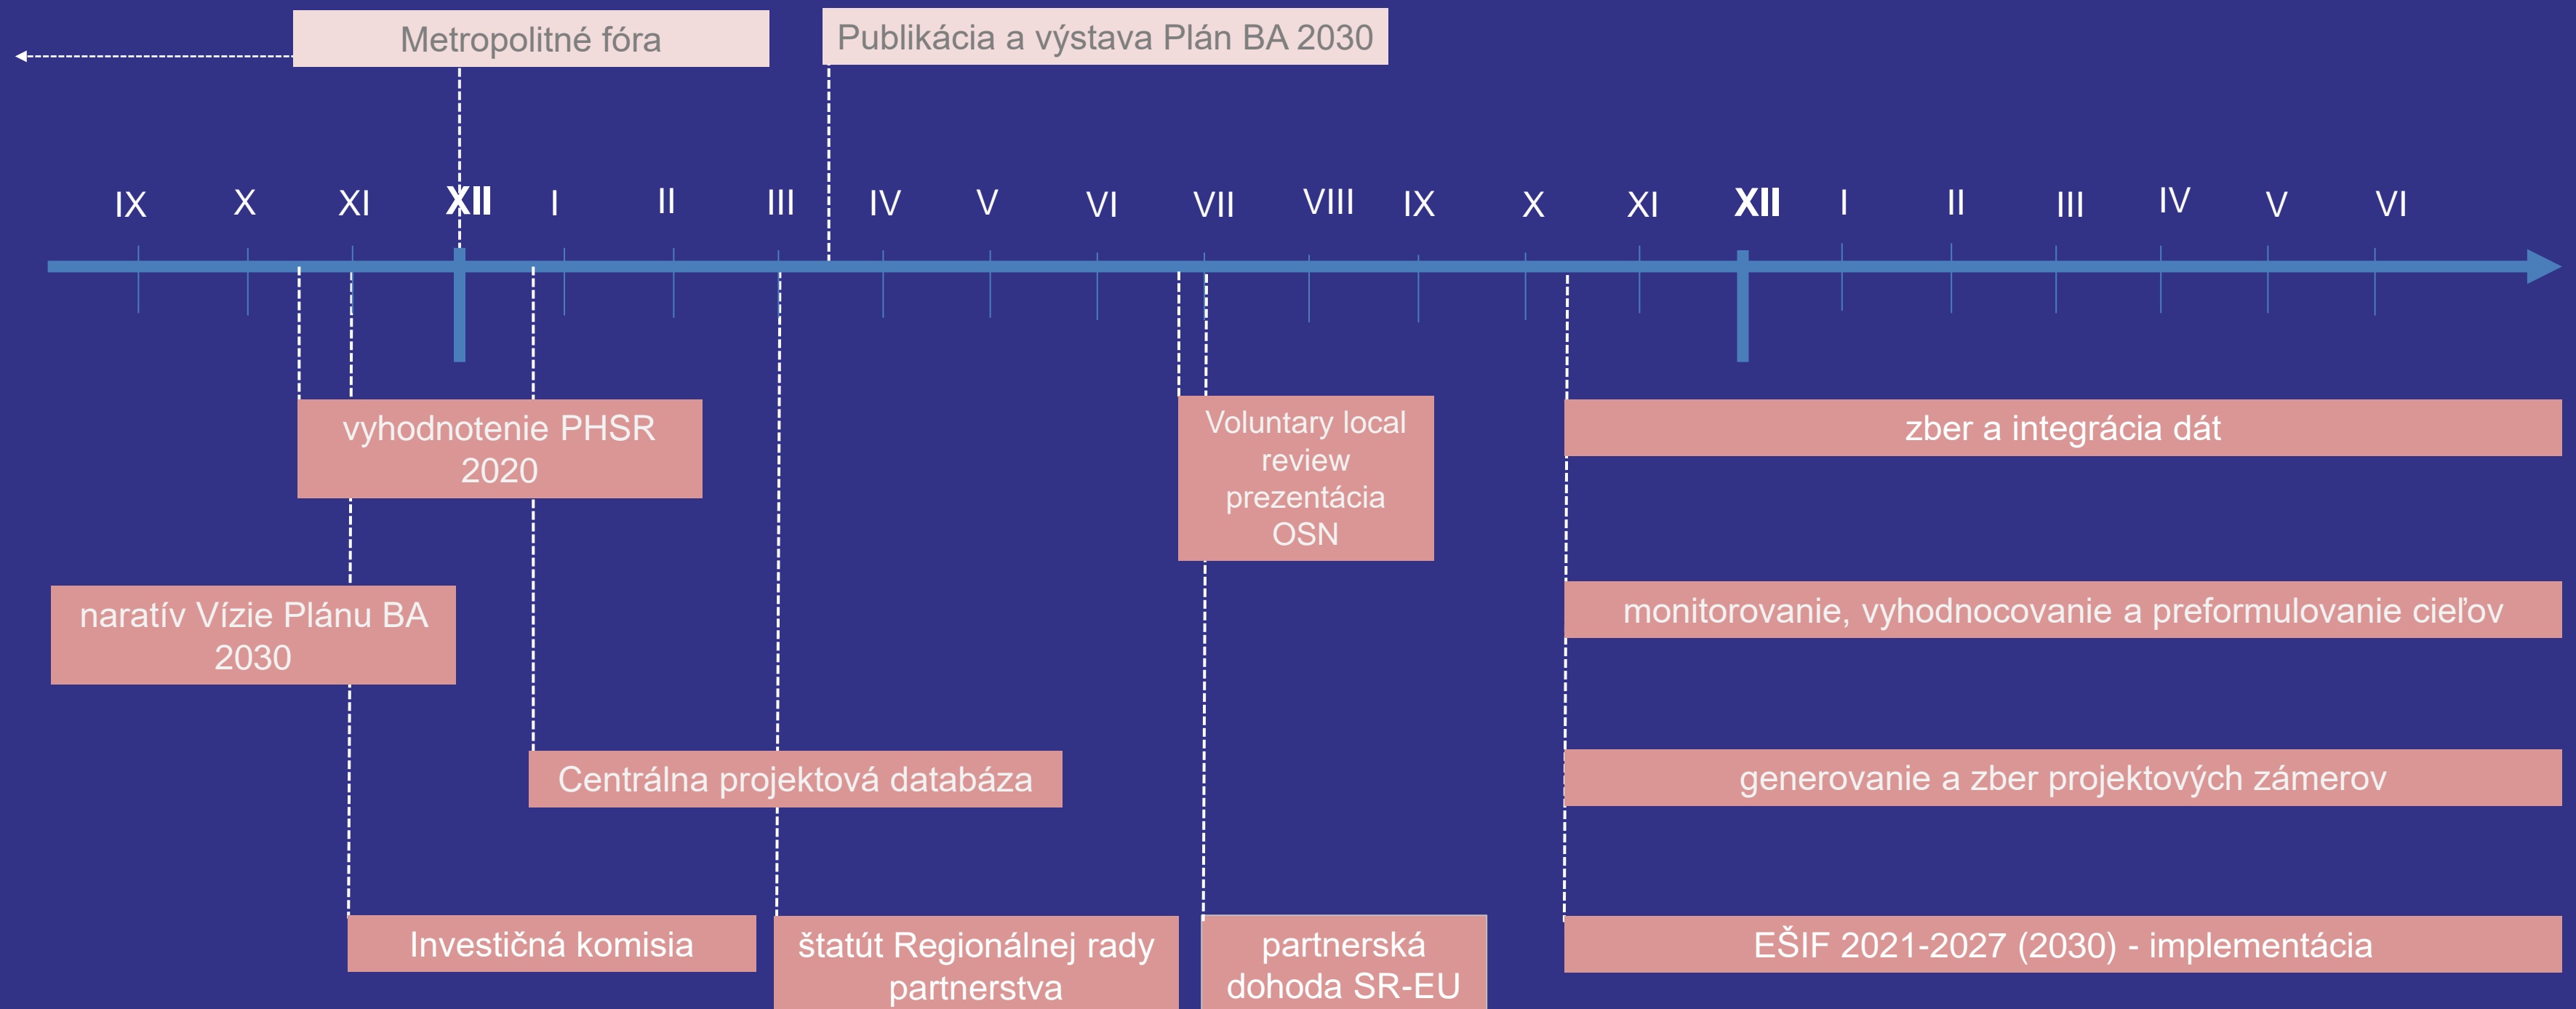 Metropolitné fóra
Publikácia a výstava Plán BA 2030
IX X XI XII I II III IV V VI VII VIII IX X XI XII I II III IV V VI
vyhodnotenie PHSR
2020
Voluntary local
review
prezentácia
OSN
zber a integrácia dát
naratív Vízie Plánu BA
2030
monitorovanie, vyhodnocovanie a preformulovanie cieľov
Centrálna projektová databáza
generovanie a zber projektových zámerov
Investičná komisia
štatút Regionálnej rady
partnerstva
partnerská
dohoda SR-EU
EŠIF 2021-2027 (2030) - implementácia